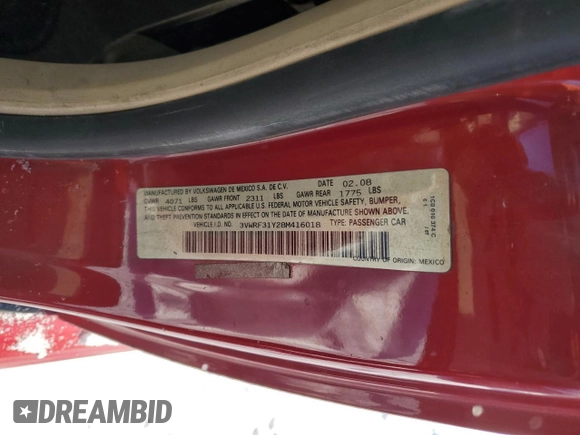 MANUFACTURED BY VOLKSWAGEN DE MEXICO S.A. DE C.V. DATE 02.08
GVWR 4071 LBS GAWR FRONT 2311 LBS GAWR REAR 1775 LBS
THIS VEHICLE CONFORMS TO ALL APPLICABLE U.S. FEDERAL MOTOR VEHICLE SAFETY, BUMPER,
AND THEFT PREVENTION STANDARDS IN EFFECT ON THE DATE OF MANUFACTURE SHOWN ABOVE.
VEHICLE I.D. NO. 3VWRF31Y28M416018 TYPE: PASSENGER CAR
COUNTRY OF ORIGIN: MEXICO
DREAMBID